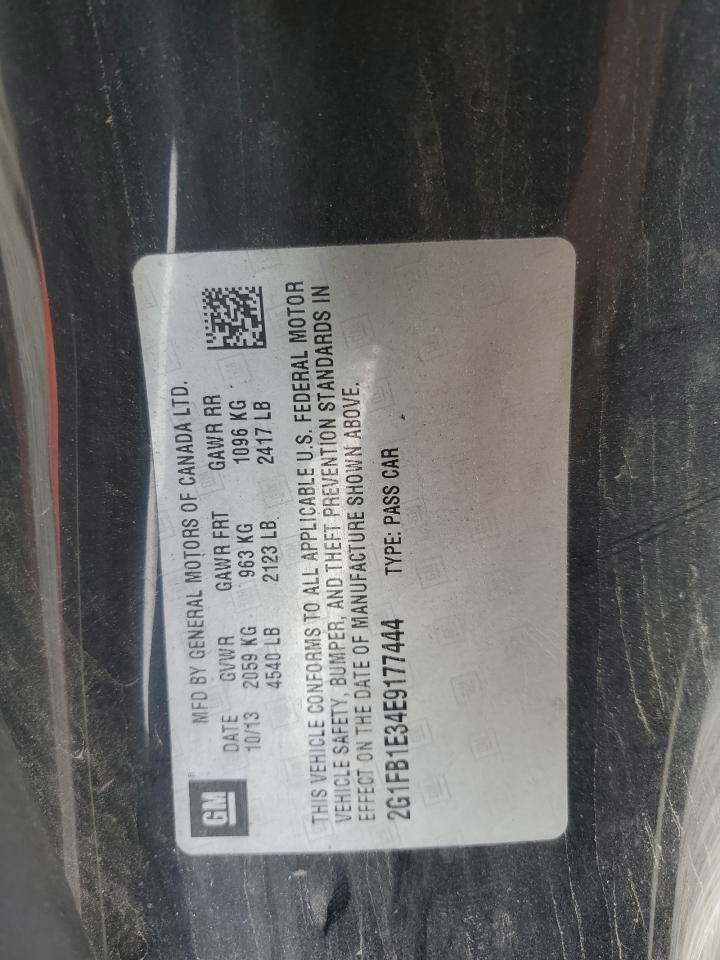 GM
MFD BY GENERAL MOTORS OF CANADA LTD.
DATE GVWR GAWR FRT GAWR RR
10/13 2059 KG 963 KG 1096 KG
4540 LB 2123 LB 2417 LB
THIS VEHICLE CONFORMS TO ALL APPLICABLE U.S. FEDERAL MOTOR
VEHICLE SAFETY, BUMPER, AND THEFT PREVENTION STANDARDS IN
EFFECT ON THE DATE OF MANUFACTURE SHOWN ABOVE.
2G1FB1E34E9177444 TYPE: PASS CAR